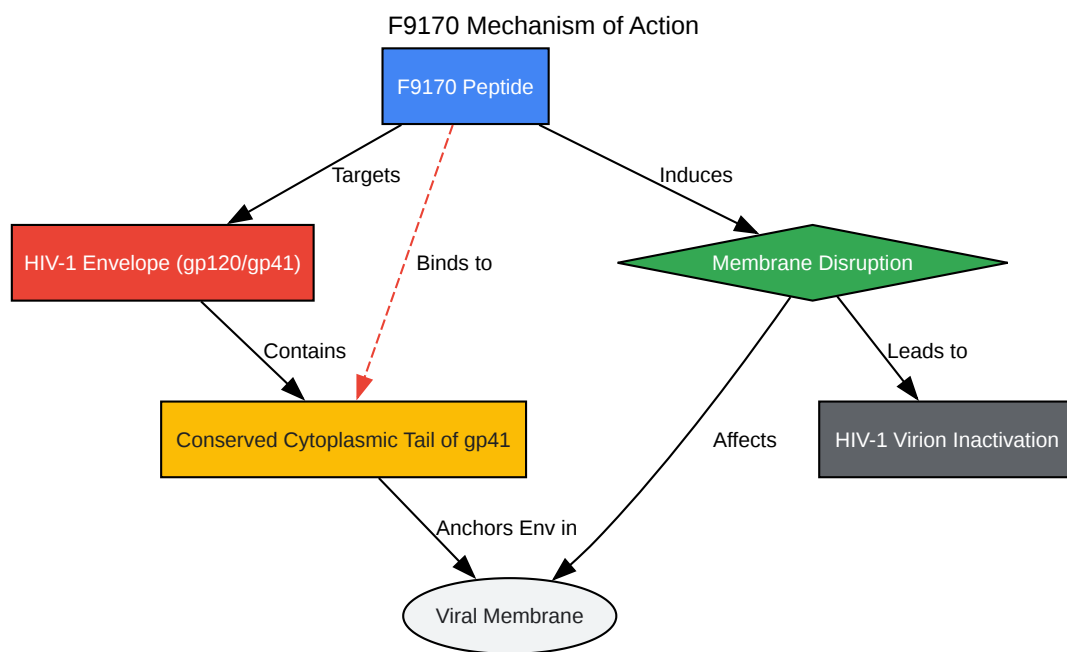 F9170 Mechanism of Action
F9170 Peptide
Targets
Induces
HIV-1 Envelope (gp120/gp41)
Binds to
Membrane Disruption
Contains
Leads to
Conserved Cytoplasmic Tail of gp41
Affects
HIV-1 Virion Inactivation
Anchors Env in
Viral Membrane